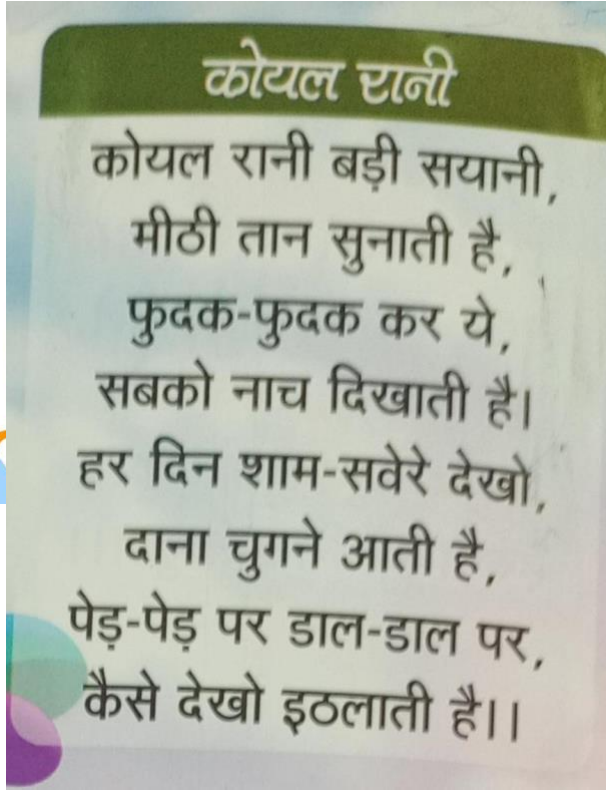 कोयल रानी
कोयल रानी बड़ी सयानी,
मीठी तान सुनाती है,
फुदक-फुदक कर ये,
सबको नाच दिखाती है।
हर दिन शाम-सवेरे देखो,
दाना चुगने आती है,
पेड़-पेड़ पर डाल-डाल पर,
कैसे देखो इठलाती है।।